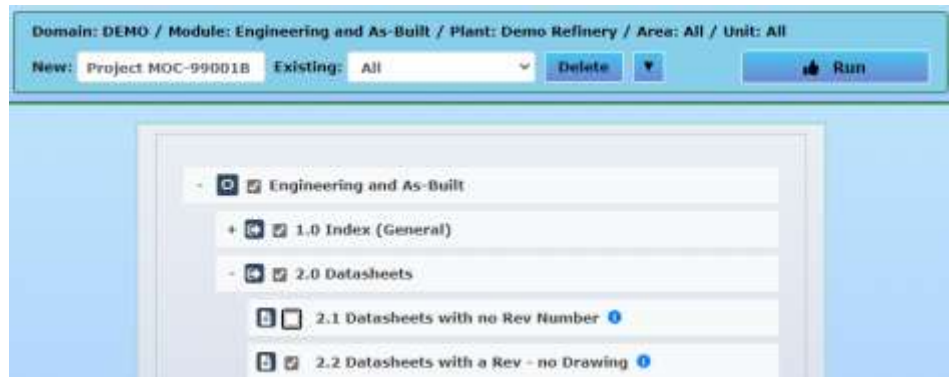 Domain: DEMO / Module: Engineering and As-Built / Plant: Demo Refinery / Area: All / Unit: All
New: Project MOC-99001B Existing: All Delete ▼ Run
- Engineering and As-Built
+ 1.0 Index (General)
- 2.0 Datasheets
2.1 Datasheets with no Rev Number
2.2 Datasheets with a Rev - no Drawing